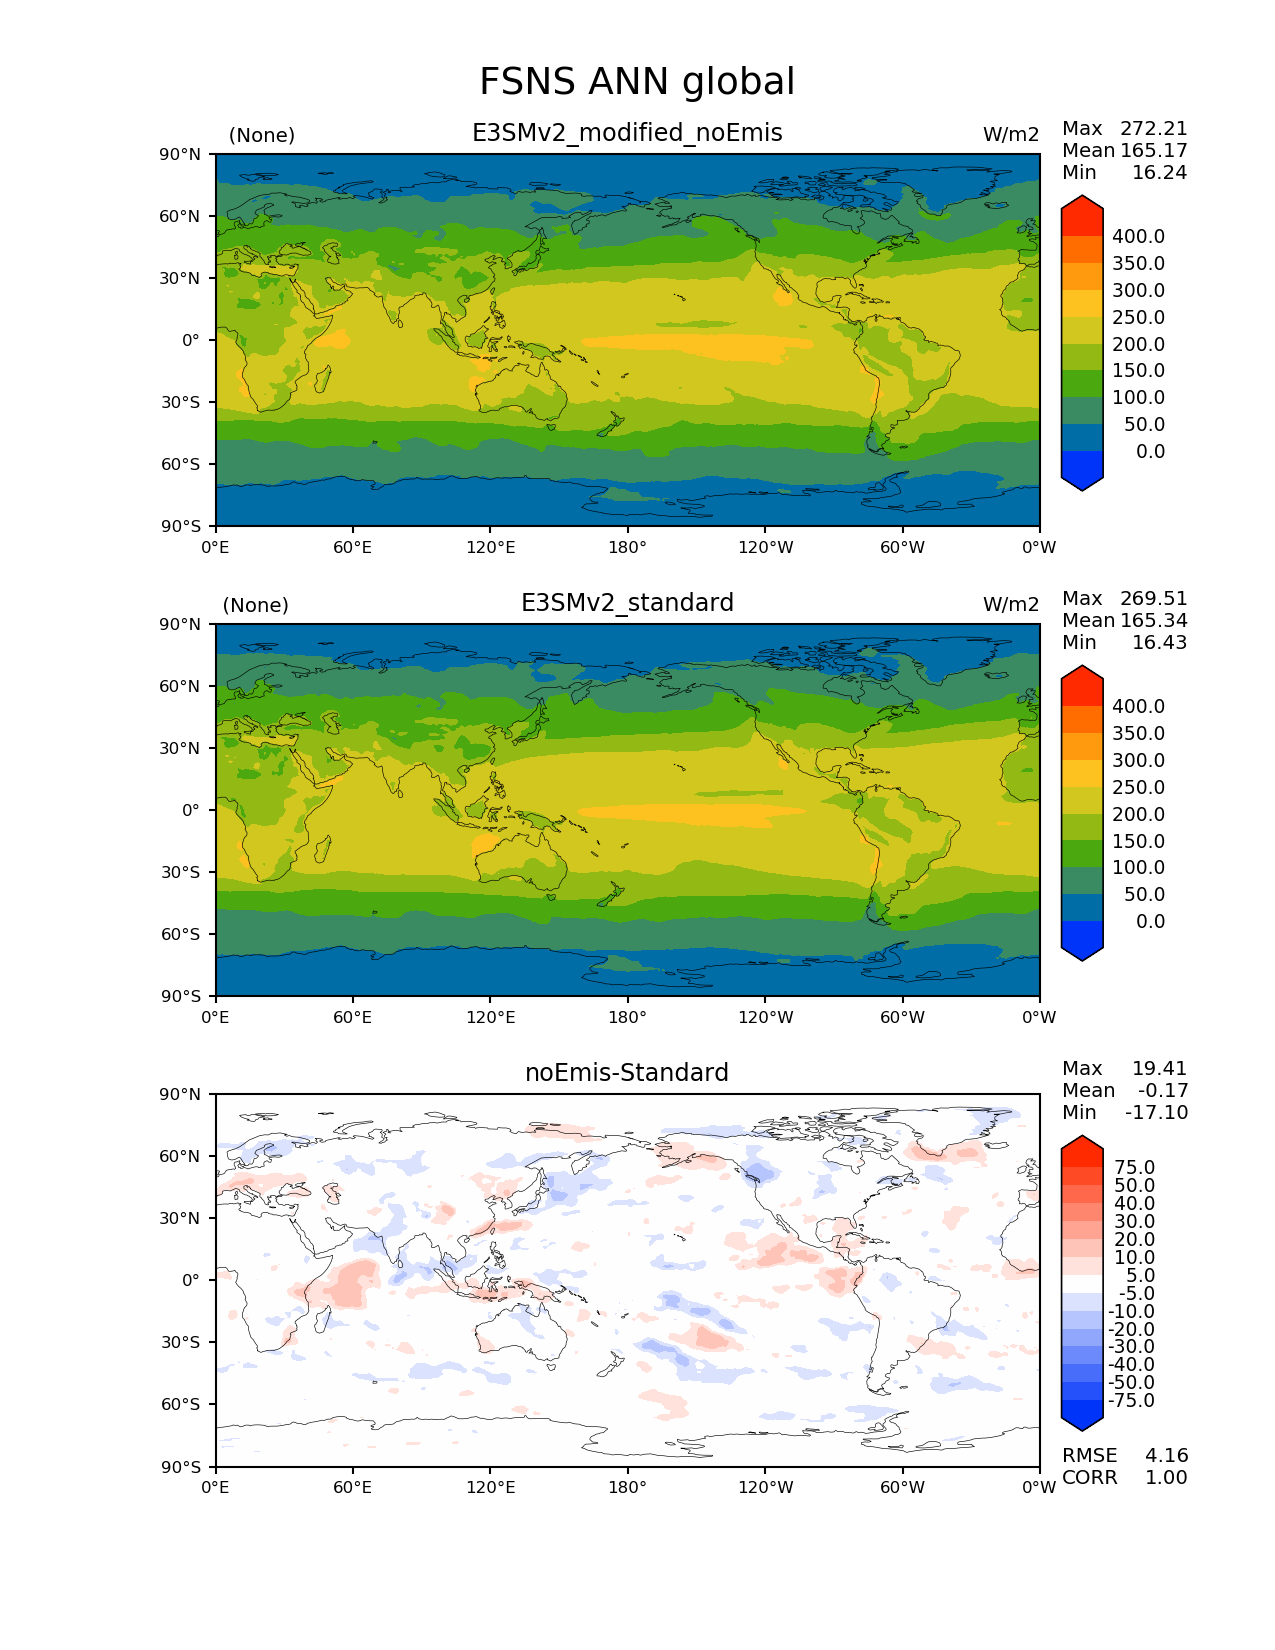 FSNS ANN global
(None) E3SMv2_modified_noEmis W/m2
Max 272.21
Mean 165.17
Min 16.24
90°N
60°N
30°N
0°
30°S
60°S
90°S
0°E 60°E 120°E 180° 120°W 60°W 0°W
400.0
350.0
300.0
250.0
200.0
150.0
100.0
50.0
0.0
(None) E3SMv2_standard W/m2
Max 269.51
Mean 165.34
Min 16.43
90°N
60°N
30°N
0°
30°S
60°S
90°S
0°E 60°E 120°E 180° 120°W 60°W 0°W
400.0
350.0
300.0
250.0
200.0
150.0
100.0
50.0
0.0
noEmis-Standard
Max 19.41
Mean -0.17
Min -17.10
90°N
60°N
30°N
0°
30°S
60°S
90°S
0°E 60°E 120°E 180° 120°W 60°W 0°W
75.0
50.0
40.0
30.0
20.0
10.0
5.0
-5.0
-10.0
-20.0
-30.0
-40.0
-50.0
-75.0
RMSE 4.16
CORR 1.00